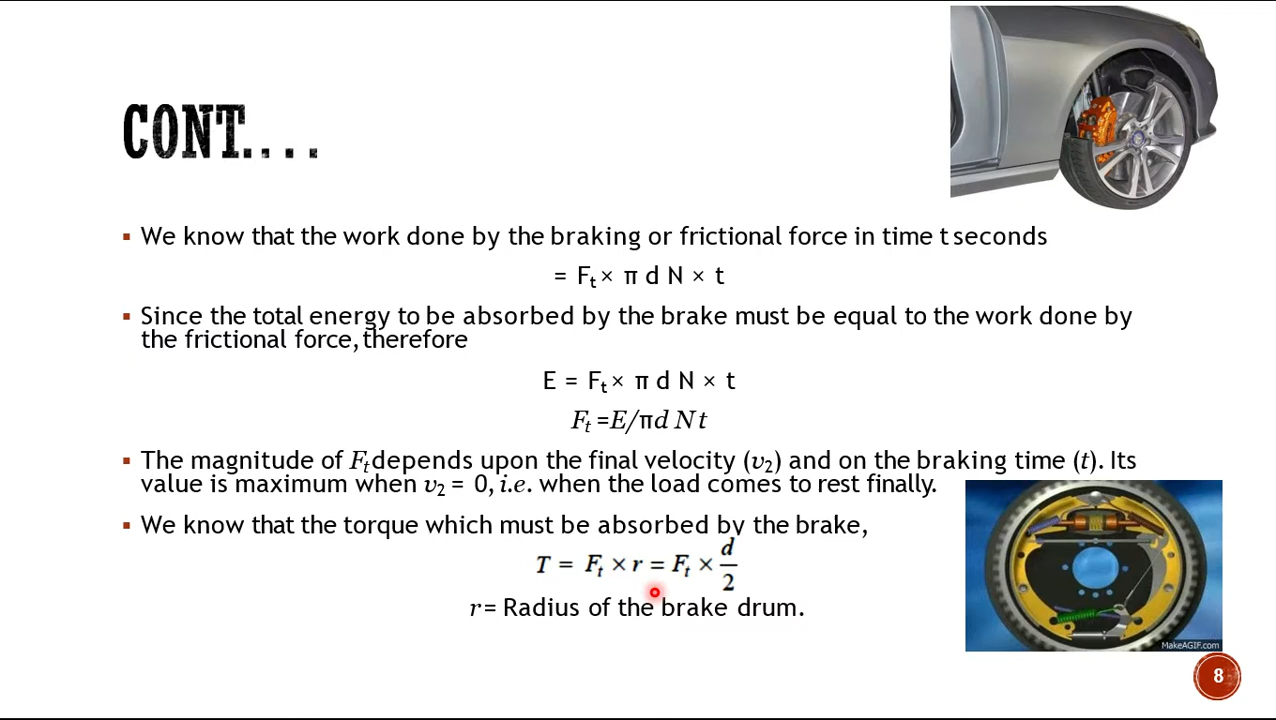 CONT....
▪ We know that the work done by the braking or frictional force in time t seconds
= Fₜ × π d N × t
▪ Since the total energy to be absorbed by the brake must be equal to the work done by
the frictional force, therefore
E = Fₜ × π d N × t
Fₜ =E/πd N t
▪ The magnitude of Fₜ depends upon the final velocity (v₂) and on the braking time (t). Its
value is maximum when v₂ = 0, i.e. when the load comes to rest finally.
▪ We know that the torque which must be absorbed by the brake,
T = Fₜ × r = Fₜ × d/2
r= Radius of the brake drum.
MakeAGIF.com
8